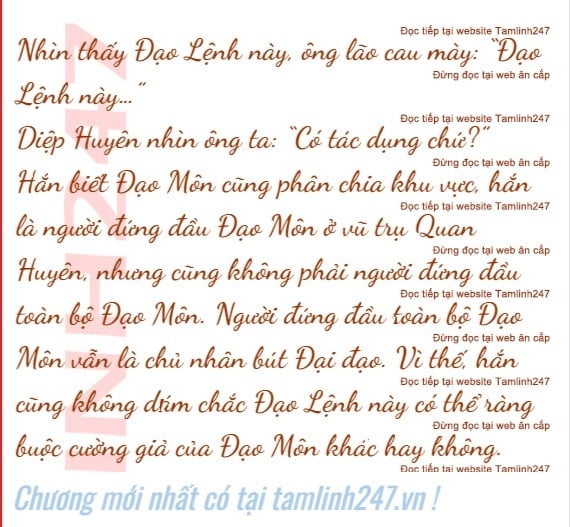 Đọc tiếp tại website Tamlinh247
Nhìn thấy Đạo Lệnh này, ông lão cau mày: “Đạo
Đừng đọc tại web ăn cắp
Lệnh này...”
Đọc tiếp tại website Tamlinh247
Diệp Huyên nhìn ông ta: “Có tác dụng chứ?”
Đừng đọc tại web ăn cắp
Hắn biết Đạo Môn cũng phân chia khu vực, hắn
Đọc tiếp tại website Tamlinh247
là người đứng đầu Đạo Môn ở vũ trụ Quan
Đừng đọc tại web ăn cắp
Huyên, nhưng cũng không phải người đứng đầu
Đọc tiếp tại website Tamlinh247
toàn bộ Đạo Môn. Người đứng đầu toàn bộ Đạo
Đừng đọc tại web ăn cắp
Môn vẫn là chủ nhân bút Đại đạo. Vì thế, hắn
Đọc tiếp tại website Tamlinh247
cũng không dám chắc Đạo Lệnh này có thể ràng
Đừng đọc tại web ăn cắp
buộc cường giả của Đạo Môn khác hay không.
Đọc tiếp tại website Tamlinh247
INH247
Chương mới nhất có tại tamlinh247.vn !